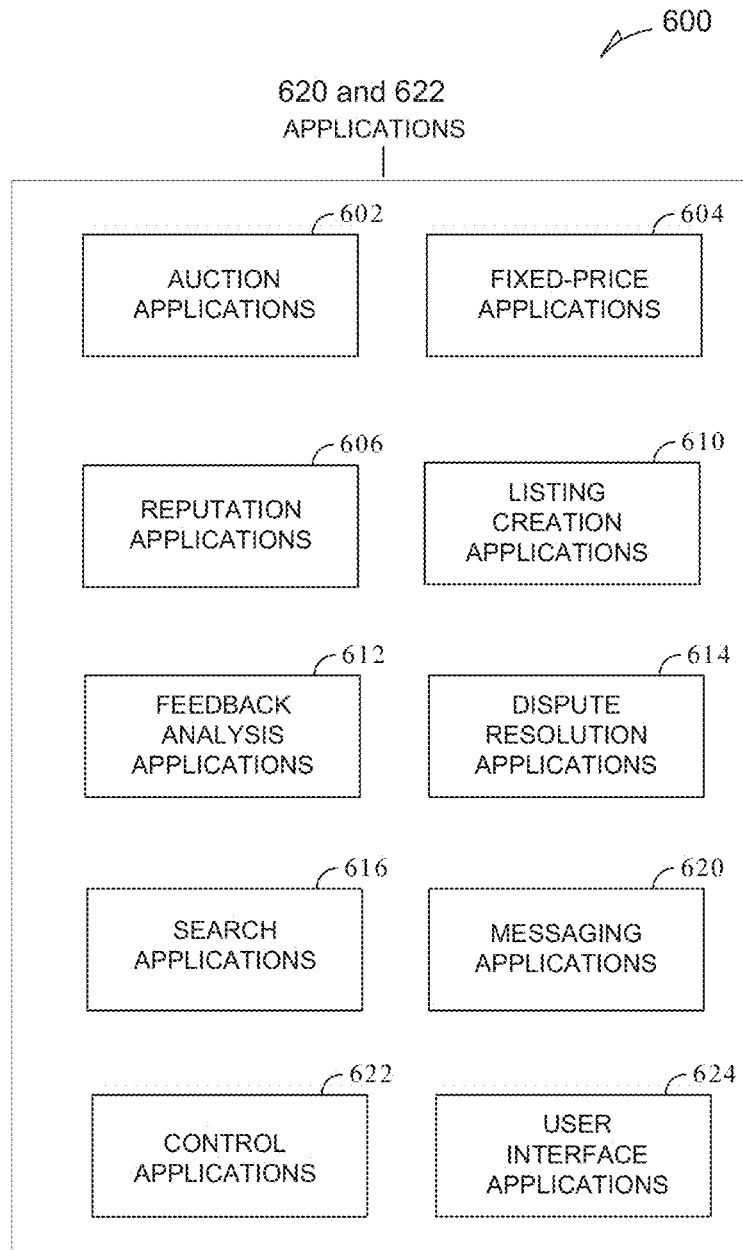 600
620 and 622
APPLICATIONS
602
AUCTION
APPLICATIONS
604
FIXED-PRICE
APPLICATIONS
606
REPUTATION
APPLICATIONS
610
LISTING
CREATION
APPLICATIONS
612
FEEDBACK
ANALYSIS
APPLICATIONS
614
DISPUTE
RESOLUTION
APPLICATIONS
616
SEARCH
APPLICATIONS
620
MESSAGING
APPLICATIONS
622
CONTROL
APPLICATIONS
624
USER
INTERFACE
APPLICATIONS